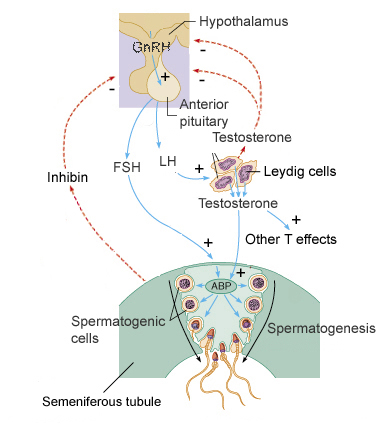 Hypothalamus
GnRH
-
+
-
-
Anterior
pituitary
Testosterone
FSH
LH
+
Leydig cells
Inhibin
Testosterone
+
Other T effects
+
+
ABP
Spermatogenic
cells
Spermatogenesis
Semeniferous tubule